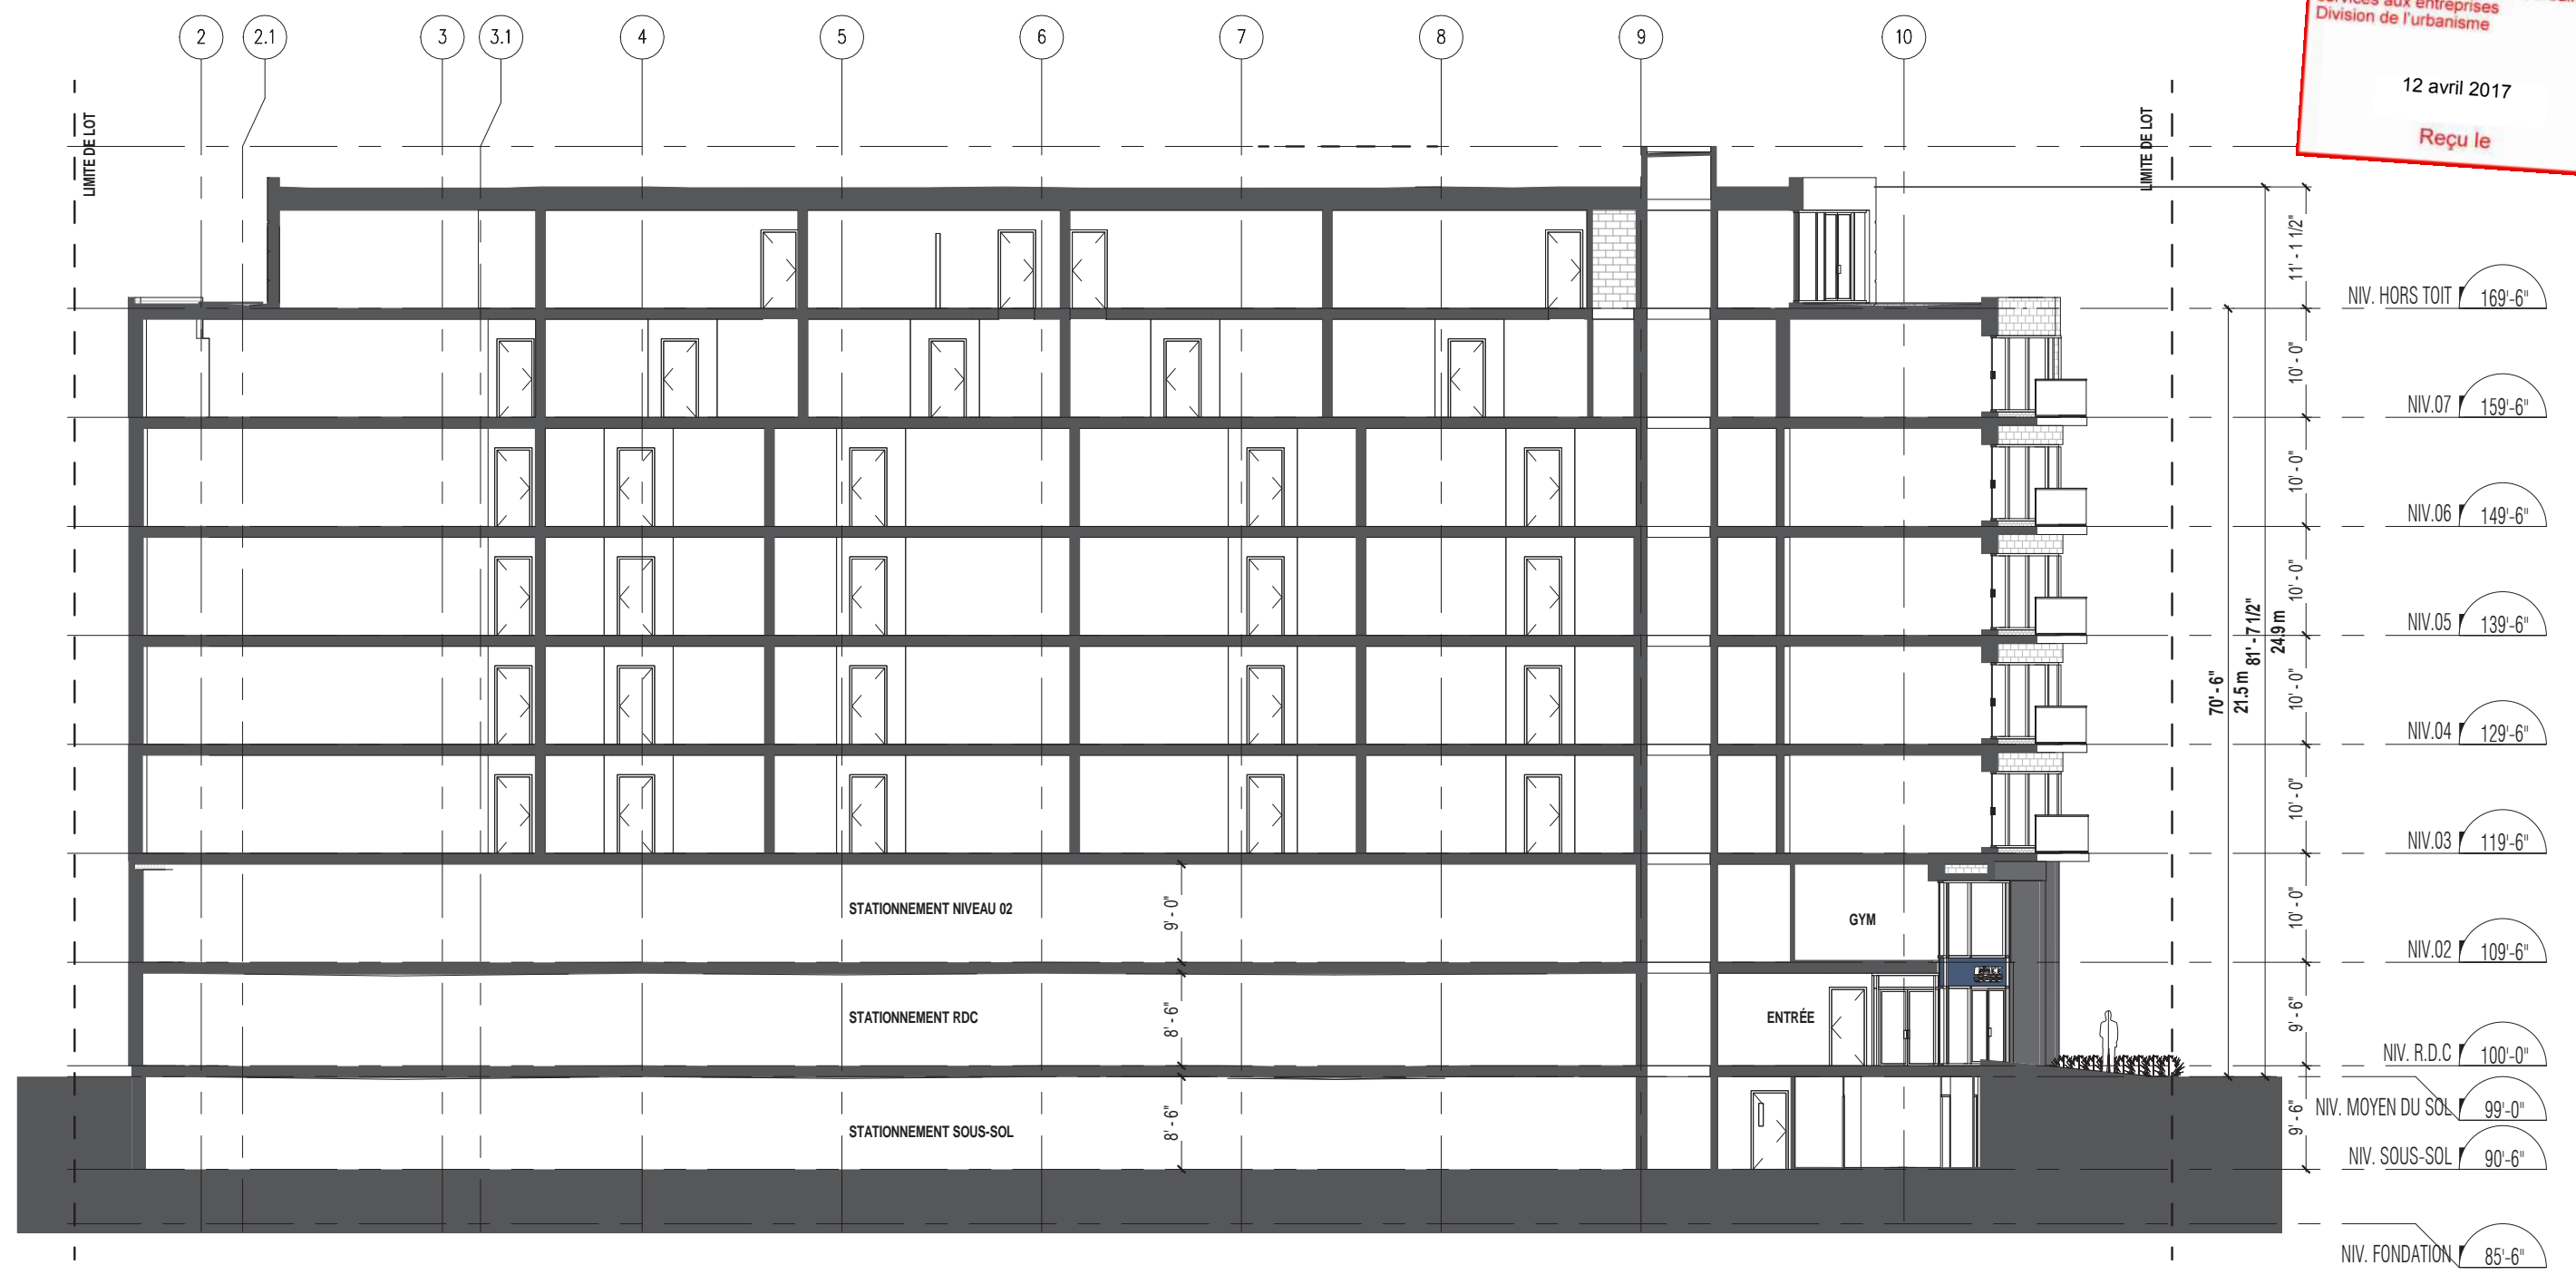 2
2.1
3
3.1
4
5
6
7
8
9
10
services aux entreprises
Division de l'urbanisme
12 avril 2017
Reçu le
LIMITE DE LOT
LIMITE DE LOT
11' - 1 1/2"
NIV. HORS TOIT 169'-6"
10' - 0"
NIV.07 159'-6"
10' - 0"
NIV.06 149'-6"
10' - 0"
NIV.05 139'-6"
10' - 0"
NIV.04 129'-6"
10' - 0"
NIV.03 119'-6"
70' - 6"
21.5 m
81' - 7 1/2"
24.9 m
STATIONNEMENT NIVEAU 02
9' - 0"
GYM
10' - 0"
NIV.02 109'-6"
STATIONNEMENT RDC
8' - 6"
ENTRÉE
9' - 6"
NIV. R.D.C 100'-0"
NIV. MOYEN DU SOL 99'-0"
STATIONNEMENT SOUS-SOL
8' - 6"
9' - 6"
NIV. SOUS-SOL 90'-6"
NIV. FONDATION 85'-6"